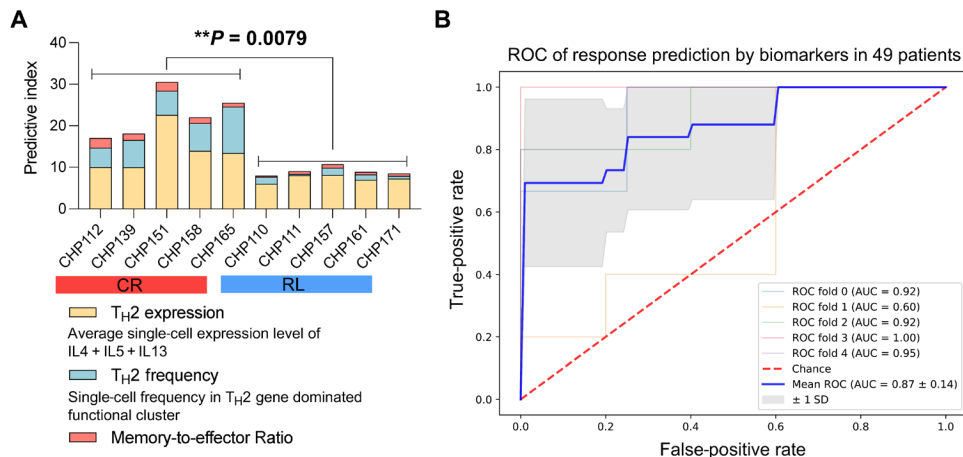 A
**P = 0.0079
Predictive index
40
30
20
10
0
CHP112
CHP139
CHP151
CHP158
CHP165
CHP110
CHP111
CHP157
CHP161
CHP171
CR
RL
TH2 expression
Average single-cell expression level of
IL4 + IL5 + IL13
TH2 frequency
Single-cell frequency in TH2 gene dominated
functional cluster
Memory-to-effector Ratio
B
ROC of response prediction by biomarkers in 49 patients
True-positive rate
1.0
0.8
0.6
0.4
0.2
0.0
0.0
0.2
0.4
0.6
0.8
1.0
False-positive rate
ROC fold 0 (AUC = 0.92)
ROC fold 1 (AUC = 0.60)
ROC fold 2 (AUC = 0.92)
ROC fold 3 (AUC = 1.00)
ROC fold 4 (AUC = 0.95)
Chance
Mean ROC (AUC = 0.87 ± 0.14)
± 1 SD